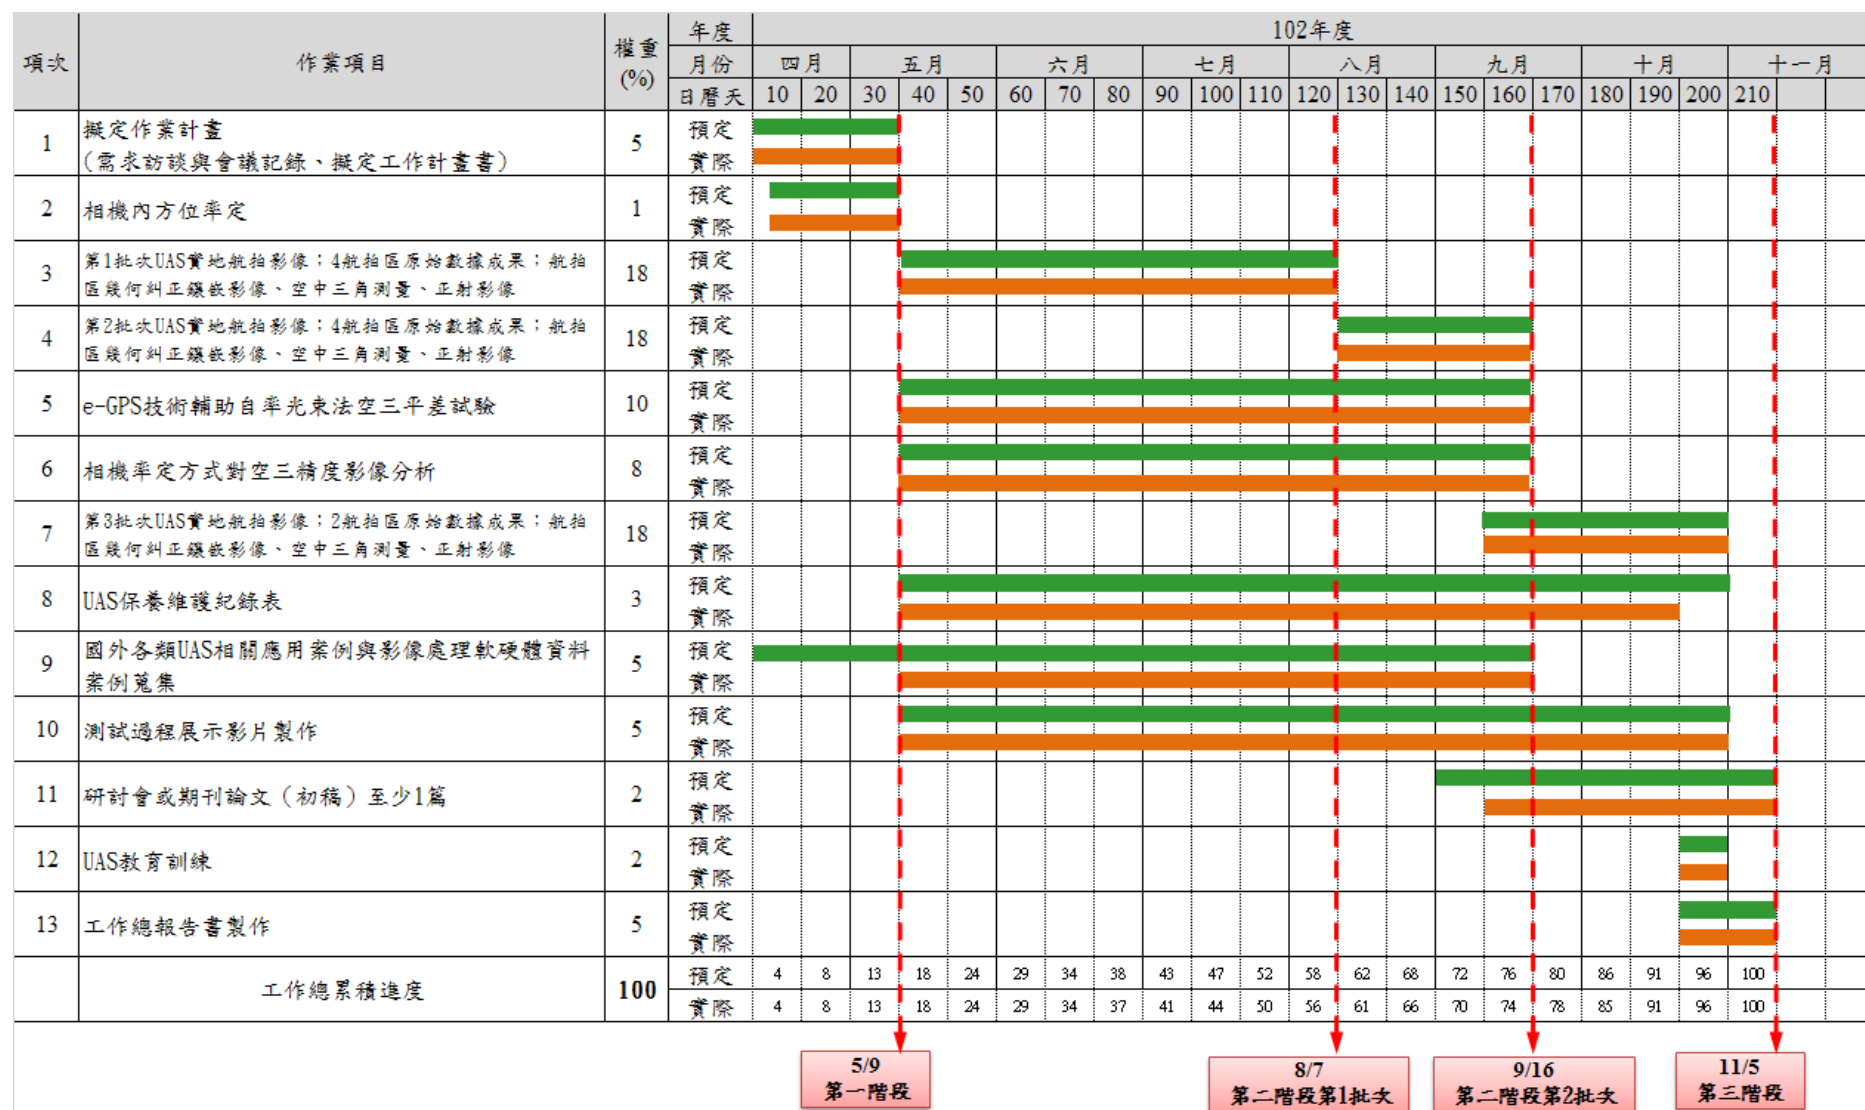 項次 作業項目 權重(%) 年度 102年度
月份 四月 五月 六月 七月 八月 九月 十月 十一月
日曆天 10 20 30 40 50 60 70 80 90 100 110 120 130 140 150 160 170 180 190 200 210
1 擬定作業計畫 5 預定
(需求訪談與會議記錄、擬定工作計畫書) 實際
2 相機內方位率定 1 預定
實際
3 第1批次UAS實地航拍影像；4航拍區原始數據成果；航拍 18 預定
區幾何糾正鑲嵌影像、空中三角測量、正射影像 實際
4 第2批次UAS實地航拍影像；4航拍區原始數據成果；航拍 18 預定
區幾何糾正鑲嵌影像、空中三角測量、正射影像 實際
5 e-GPS技術輔助自率光束法空三平差試驗 10 預定
實際
6 相機率定方式對空三精度影像分析 8 預定
實際
7 第3批次UAS實地航拍影像；2航拍區原始數據成果；航拍 18 預定
區幾何糾正鑲嵌影像、空中三角測量、正射影像 實際
8 UAS保養維護紀錄表 3 預定
實際
9 國外各類UAS相關應用案例與影像處理軟硬體資料 5 預定
案例蒐集 實際
10 測試過程展示影片製作 5 預定
實際
11 研討會或期刊論文（初稿）至少1篇 2 預定
實際
12 UAS教育訓練 2 預定
實際
13 工作總報告書製作 5 預定
實際
工作總累積進度 100 預定 4 8 13 18 24 29 34 38 43 47 52 58 62 68 72 76 80 86 91 96 100
實際 4 8 13 18 24 29 34 37 41 44 50 56 61 66 70 74 78 85 91 96 100
5/9
第一階段
8/7
第二階段第1批次
9/16
第二階段第2批次
11/5
第三階段